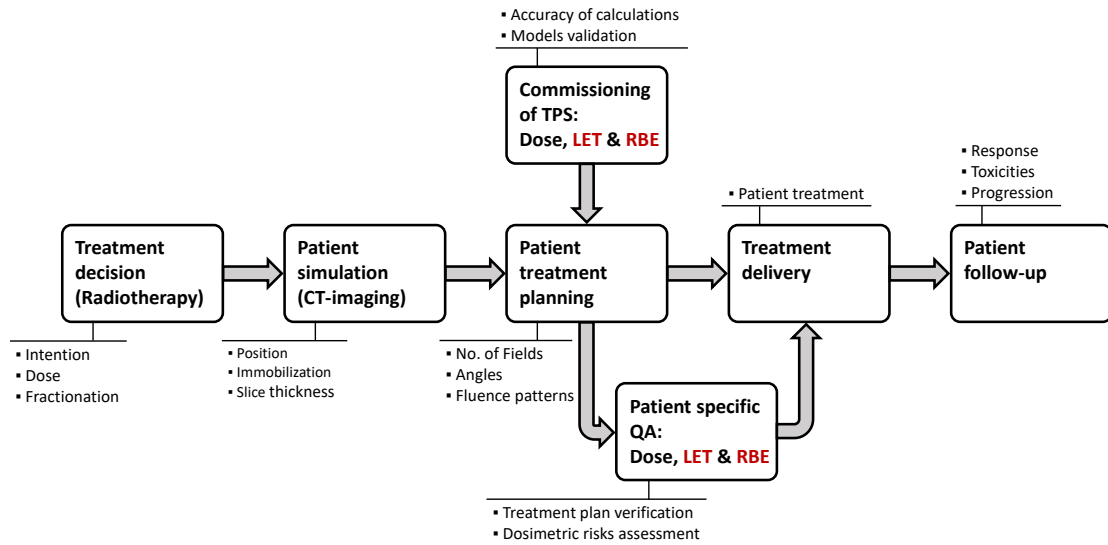 ▪ Accuracy of calculations
▪ Models validation
Commissioning
of TPS:
Dose, LET & RBE
▪ Response
▪ Toxicities
▪ Progression
▪ Patient treatment
Treatment
decision
(Radiotherapy)
Patient
simulation
(CT-imaging)
Patient
treatment
planning
Treatment
delivery
Patient
follow-up
▪ Intention
▪ Dose
▪ Fractionation
▪ Position
▪ Immobilization
▪ Slice thickness
▪ No. of Fields
▪ Angles
▪ Fluence patterns
Patient specific
QA:
Dose, LET & RBE
▪ Treatment plan verification
▪ Dosimetric risks assessment